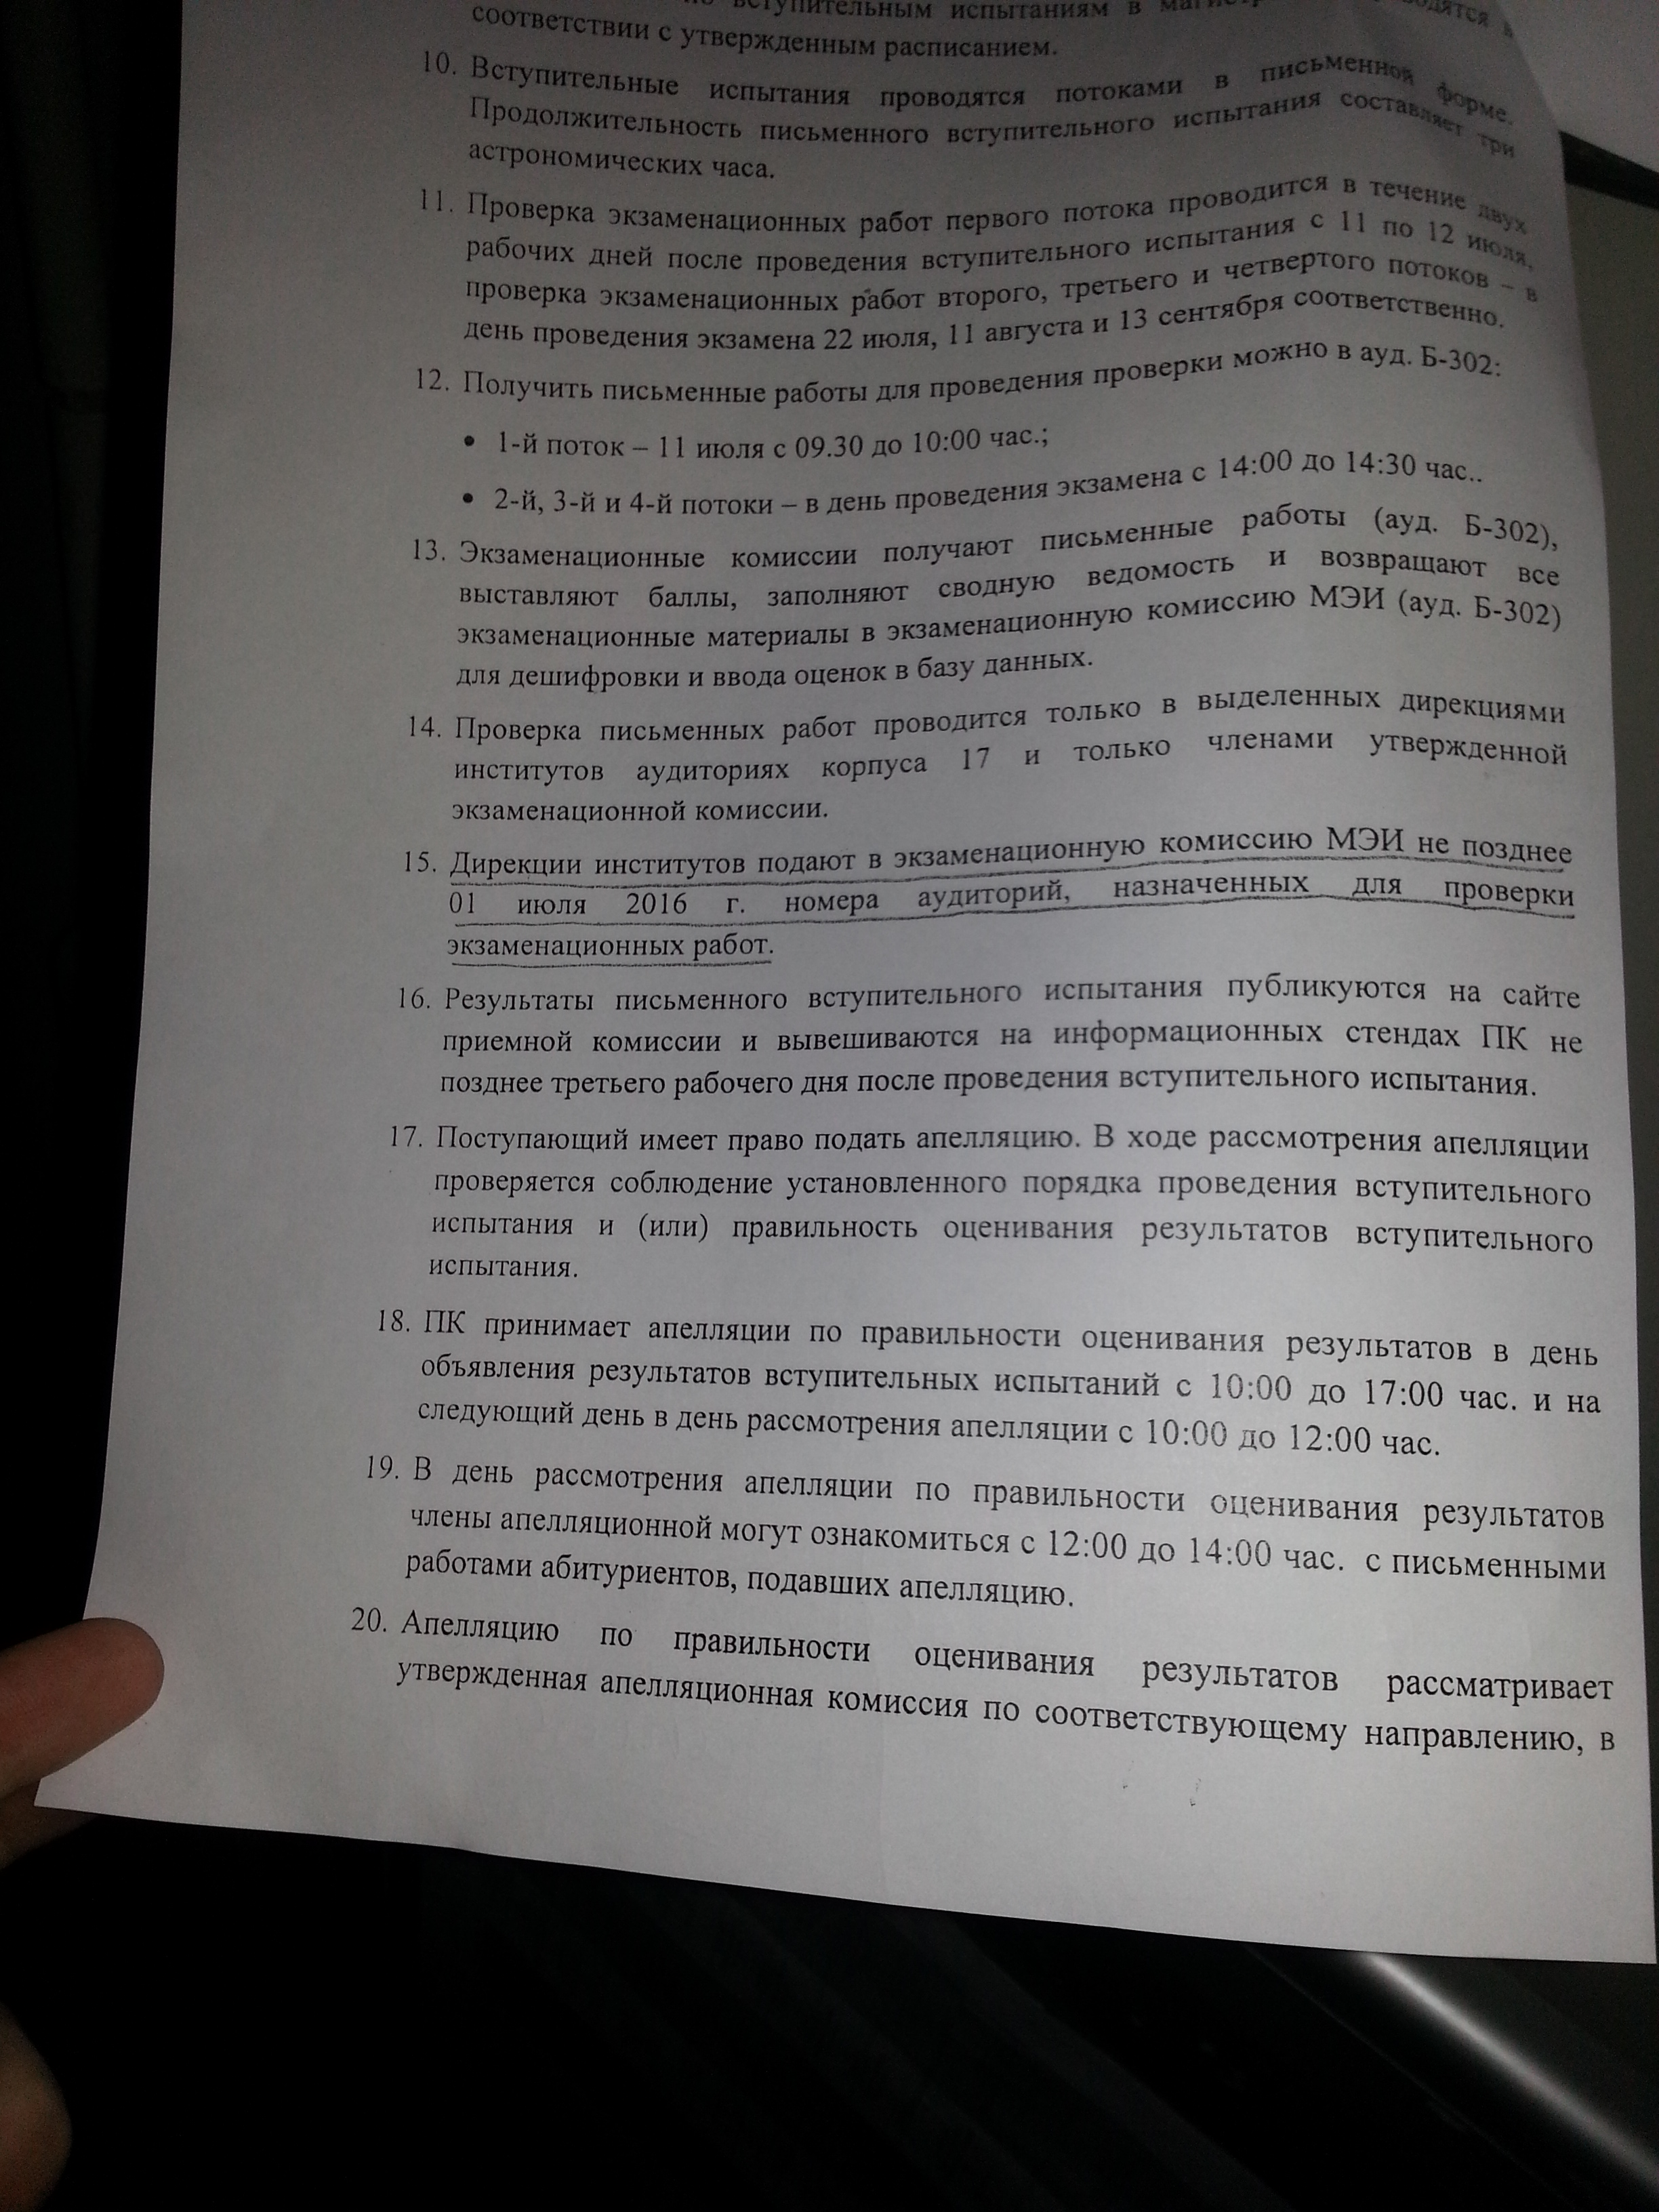 вступительным испытаниям в
соответствии с утвержденным расписанием.
10. Вступительные испытания проводятся потоками в письменной форме.
Продолжительность письменного вступительного испытания составляет три
астрономических часа.
11. Проверка экзаменационных работ первого потока проводится в течение двух
рабочих дней после проведения вступительного испытания с 11 по 12 июля,
проверка экзаменационных работ второго, третьего и четвертого потоков – в
день проведения экзамена 22 июля, 11 августа и 13 сентября соответственно.
12. Получить письменные работы для проведения проверки можно в ауд. Б-302:
• 1-й поток – 11 июля с 09.30 до 10:00 час.;
• 2-й, 3-й и 4-й потоки – в день проведения экзамена с 14:00 до 14:30 час..
13. Экзаменационные комиссии получают письменные работы (ауд. Б-302),
выставляют баллы, заполняют сводную ведомость и возвращают все
экзаменационные материалы в экзаменационную комиссию МЭИ (ауд. Б-302)
для дешифровки и ввода оценок в базу данных.
14. Проверка письменных работ проводится только в выделенных дирекциями
институтов аудиториях корпуса 17 и только членами утвержденной
экзаменационной комиссии.
15. Дирекции институтов подают в экзаменационную комиссию МЭИ не позднее
01 июля 2016 г. номера аудиторий, назначенных для проверки
экзаменационных работ.
16. Результаты письменного вступительного испытания публикуются на сайте
приемной комиссии и вывешиваются на информационных стендах ПК не
позднее третьего рабочего дня после проведения вступительного испытания.
17. Поступающий имеет право подать апелляцию. В ходе рассмотрения апелляции
проверяется соблюдение установленного порядка проведения вступительного
испытания и (или) правильность оценивания результатов вступительного
испытания.
18. ПК принимает апелляции по правильности оценивания результатов в день
объявления результатов вступительных испытаний с 10:00 до 17:00 час. и на
следующий день в день рассмотрения апелляции с 10:00 до 12:00 час.
19. В день рассмотрения апелляции по правильности оценивания результатов
члены апелляционной могут ознакомиться с 12:00 до 14:00 час. с письменными
работами абитуриентов, подавших апелляцию.
20. Апелляцию по правильности оценивания результатов рассматривает
утвержденная апелляционная комиссия по соответствующему направлению, в